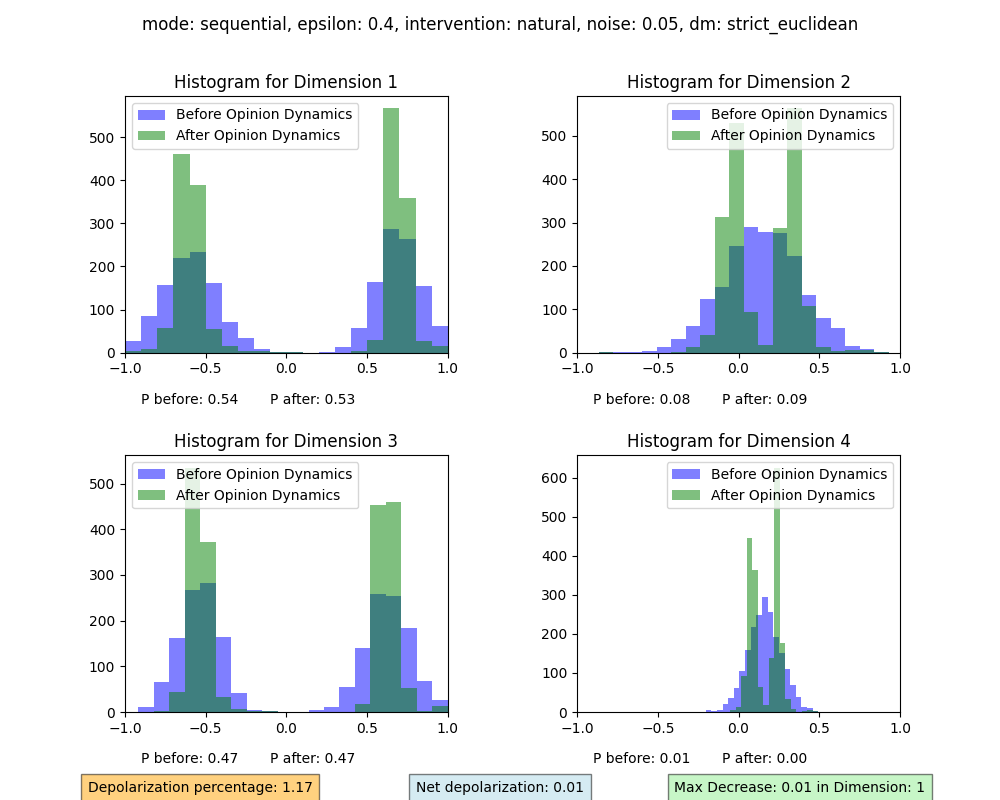 mode: sequential, epsilon: 0.4, intervention: natural, noise: 0.05, dm: strict_euclidean
Histogram for Dimension 1
Before Opinion Dynamics
After Opinion Dynamics
500
400
300
200
100
0
−1.0 −0.5 0.0 0.5 1.0
P before: 0.54 P after: 0.53
Histogram for Dimension 2
Before Opinion Dynamics
After Opinion Dynamics
500
400
300
200
100
0
−1.0 −0.5 0.0 0.5 1.0
P before: 0.08 P after: 0.09
Histogram for Dimension 3
Before Opinion Dynamics
After Opinion Dynamics
500
400
300
200
100
0
−1.0 −0.5 0.0 0.5 1.0
P before: 0.47 P after: 0.47
Histogram for Dimension 4
Before Opinion Dynamics
After Opinion Dynamics
600
500
400
300
200
100
0
−1.0 −0.5 0.0 0.5 1.0
P before: 0.01 P after: 0.00
Depolarization percentage: 1.17
Net depolarization: 0.01
Max Decrease: 0.01 in Dimension: 1